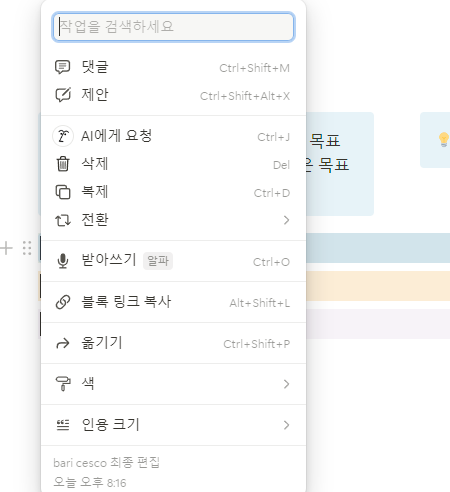 작업을 검색하세요
댓글 Ctrl+Shift+M
제안 Ctrl+Shift+Alt+X
AI에게 요청 Ctrl+J
목표
삭제 Del
은 목표
복제 Ctrl+D
전환
받아쓰기 알파 Ctrl+O
블록 링크 복사 Alt+Shift+L
옮기기 Ctrl+Shift+P
색
인용 크기
bari cesco 최종 편집
오늘 오후 8:16